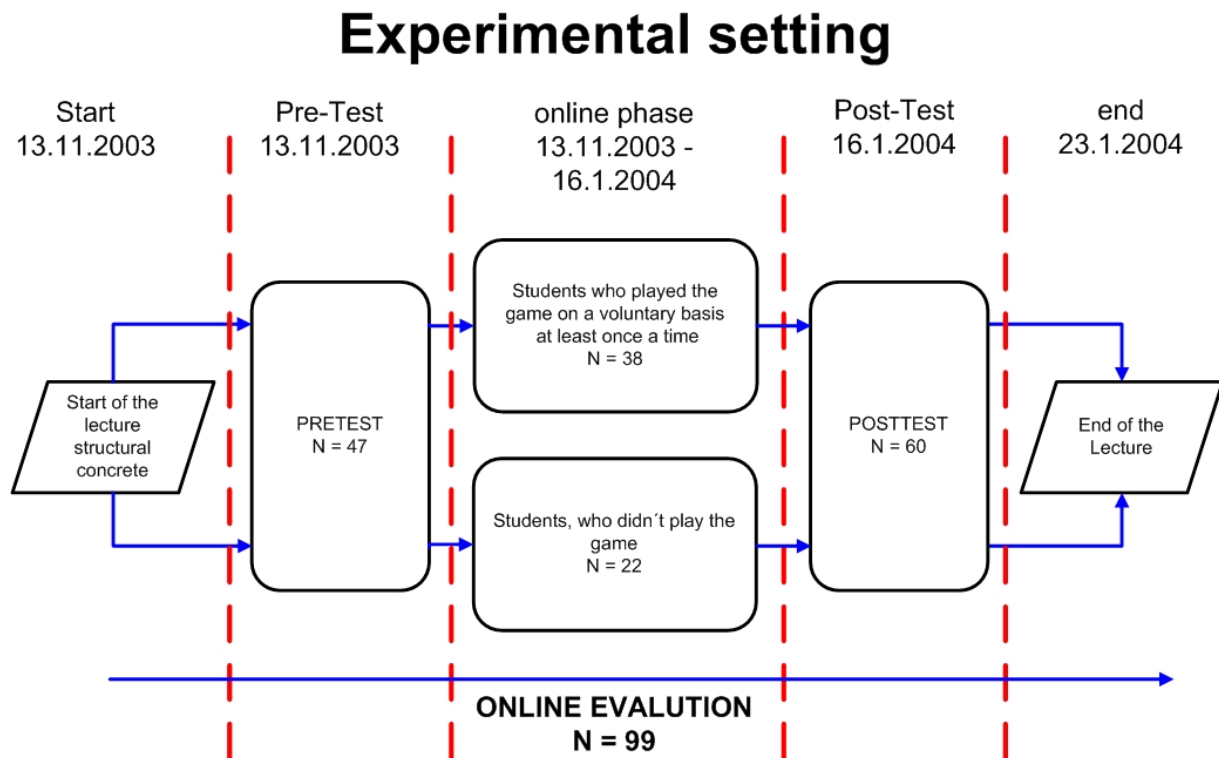 Experimental setting
Start
13.11.2003
Pre-Test
13.11.2003
online phase
13.11.2003 -
16.1.2004
Post-Test
16.1.2004
end
23.1.2004
Start of the
lecture
structural
concrete
PRETEST
N = 47
Students who played the
game on a voluntary basis
at least once a time
N = 38
Students, who didn´t play the
game
N = 22
POSTTEST
N = 60
End of the
Lecture
ONLINE EVALUTION
N = 99